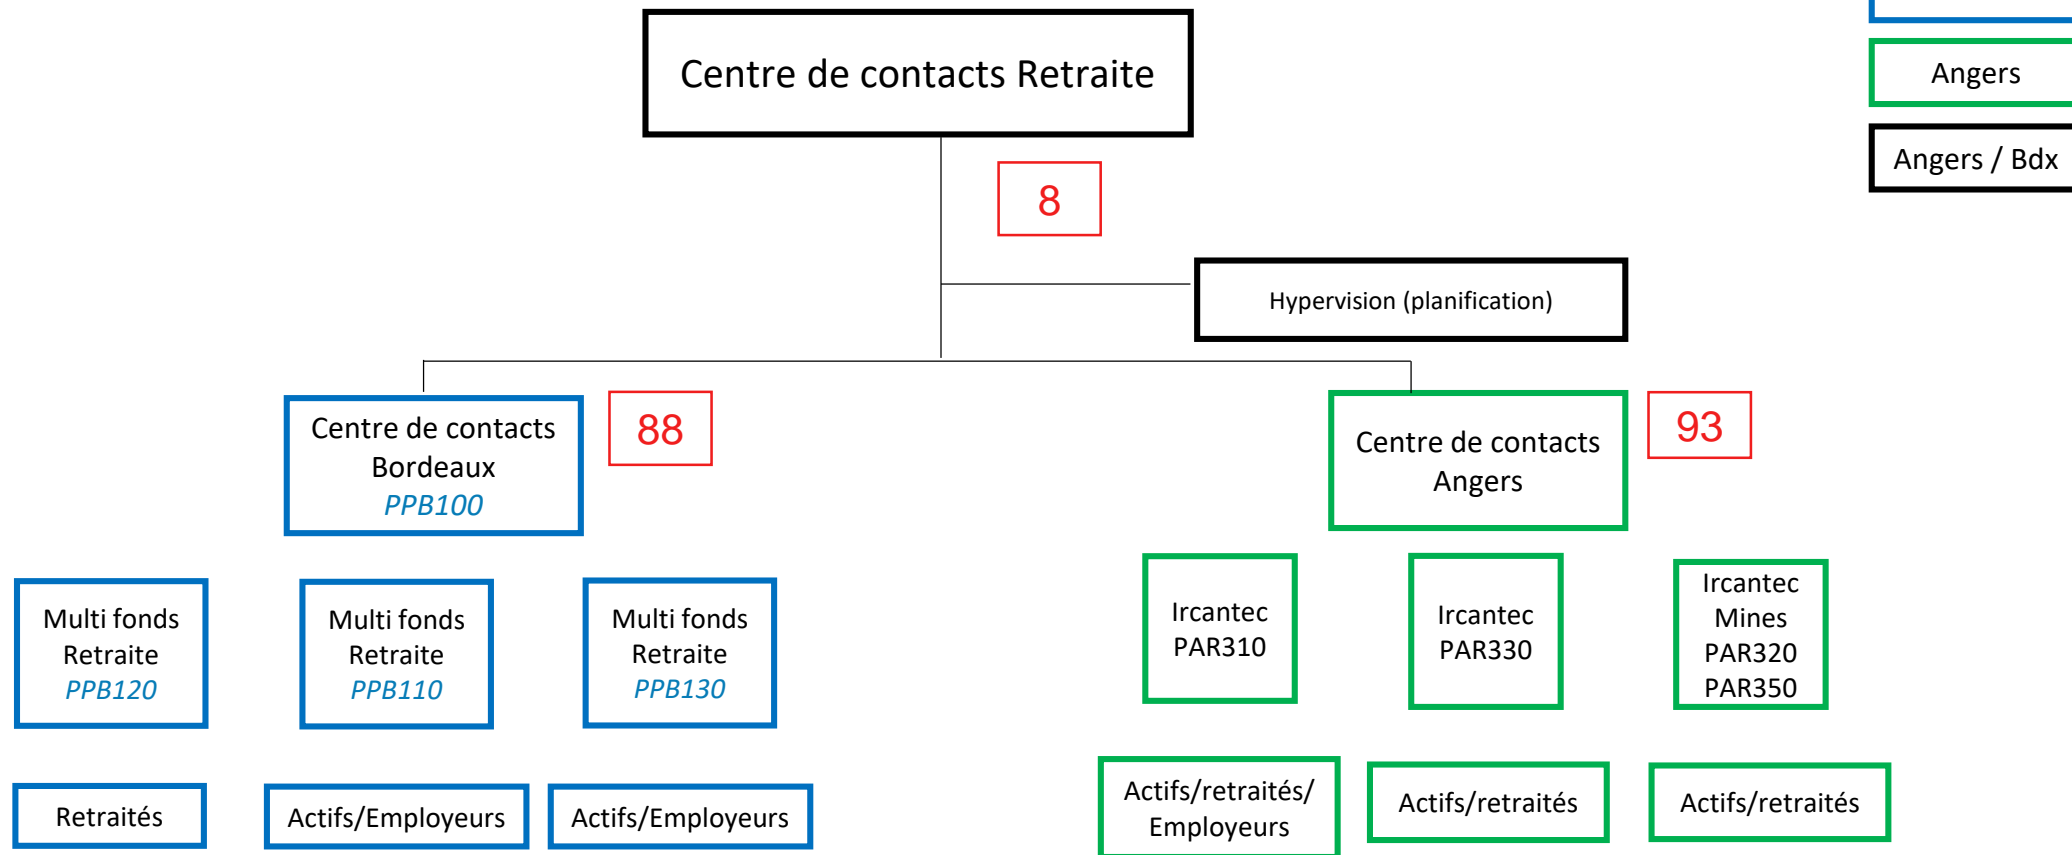 Centre de contacts Retraite
Angers
Angers / Bdx
8
Hypervision (planification)
Centre de contacts
Bordeaux
PPB100
88
Centre de contacts
Angers
93
Multi fonds
Retraite
PPB120
Multi fonds
Retraite
PPB110
Multi fonds
Retraite
PPB130
Ircantec
PAR310
Ircantec
PAR330
Ircantec
Mines
PAR320
PAR350
Retraités
Actifs/Employeurs
Actifs/Employeurs
Actifs/retraités/
Employeurs
Actifs/retraités
Actifs/retraités